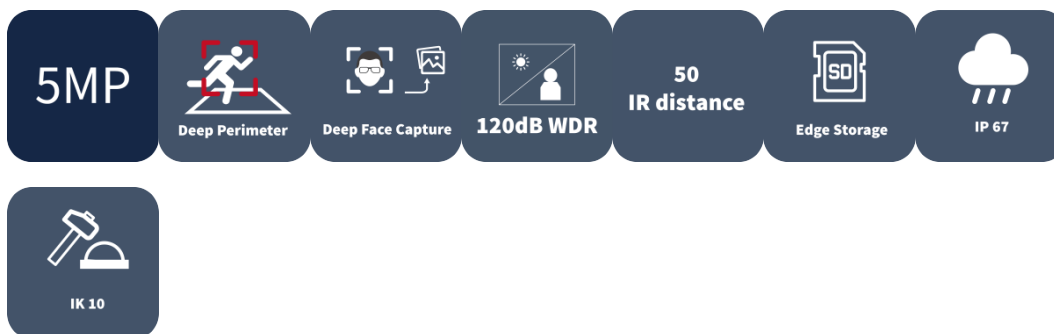 5MP
Deep Perimeter
Deep Face Capture
120dB WDR
50
IR distance
SD
Edge Storage
IP 67
IK 10